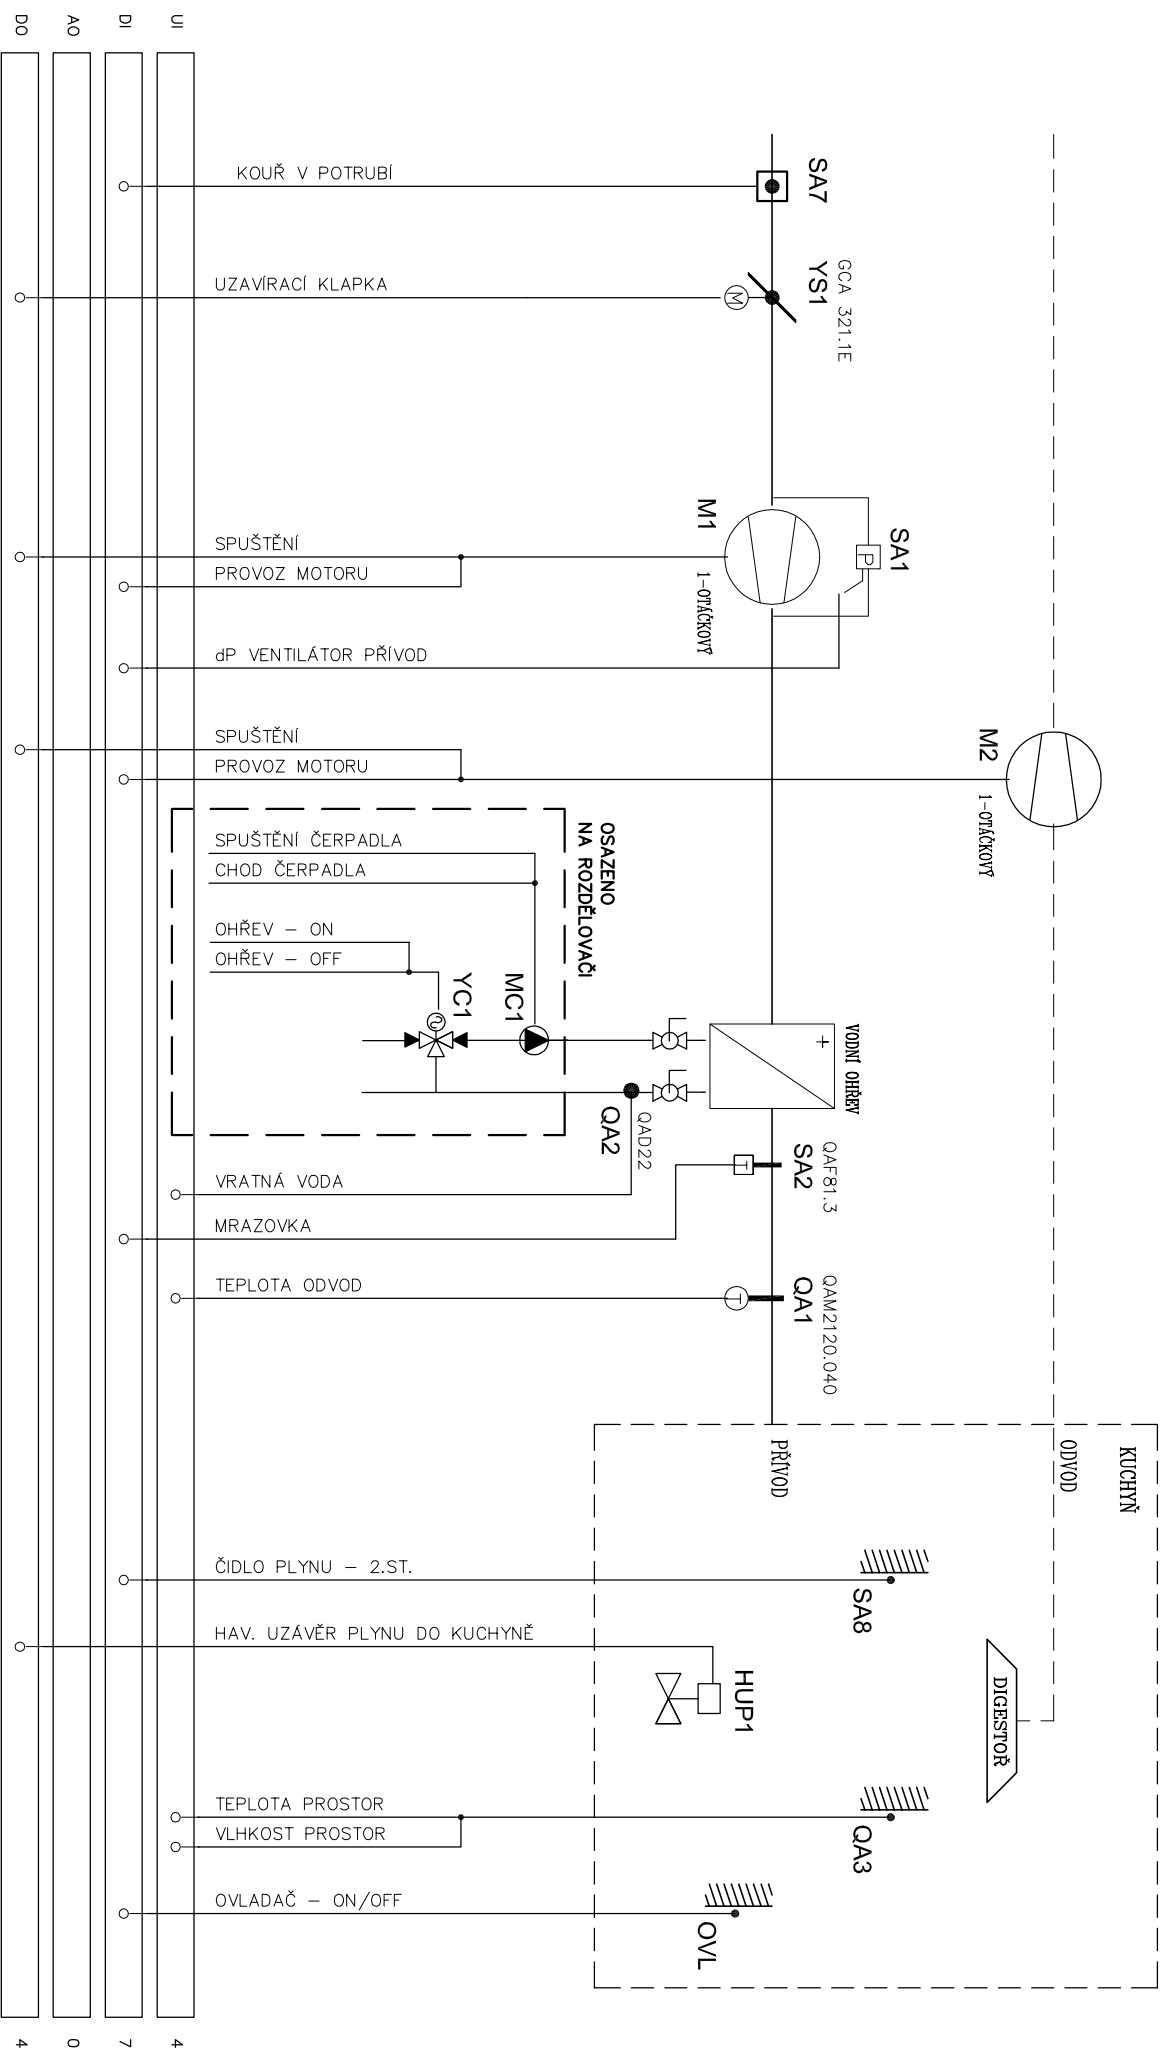 KUCHYŇ
ODVOD
PŘÍVOD
DIGESTOŘ
M2
1-OTÁČKOVÝ
SA7
GCA 321.1E
YS1
SA1
M1
1-OTÁČKOVÝ
VODNÍ OHŘEV
+
QAF81.3
SA2
QAM2120.040
QA1
QAD22
QA2
SA8
HUP1
QA3
OVL
M
P
T
T
OSAZENO
NA ROZDĚLOVAČI
MC1
YC1
KOUŘ V POTRUBÍ
UZAVÍRACÍ KLAPKA
SPUŠTĚNÍ
PROVOZ MOTORU
dP VENTILÁTOR PŘÍVOD
SPUŠTĚNÍ
PROVOZ MOTORU
SPUŠTĚNÍ ČERPADLA
CHOD ČERPADLA
OHŘEV – ON
OHŘEV – OFF
VRATNÁ VODA
MRAZOVKA
TEPLOTA ODVOD
ČIDLO PLYNU – 2.ST.
HAV. UZÁVĚR PLYNU DO KUCHYNĚ
TEPLOTA PROSTOR
VLHKOST PROSTOR
OVLADAČ – ON/OFF
UI 4
DI 7
AO 0
DO 4